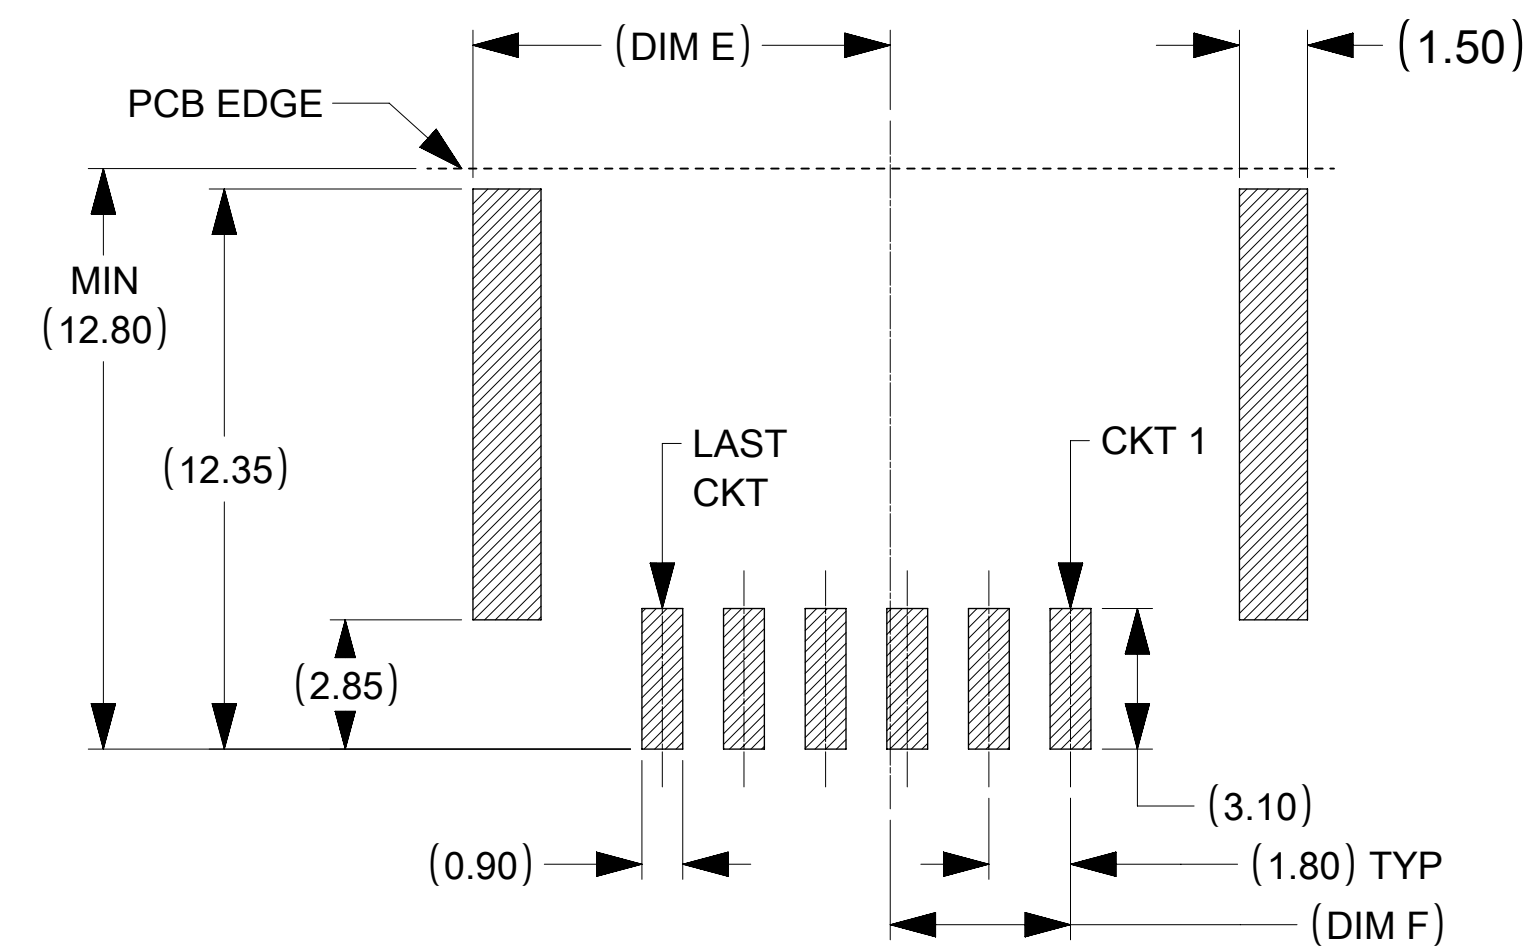 (DIM E)
(1.50)
PCB EDGE
MIN
(12.80)
(12.35)
LAST
CKT
CKT 1
(2.85)
(3.10)
(0.90)
(1.80) TYP
(DIM F)